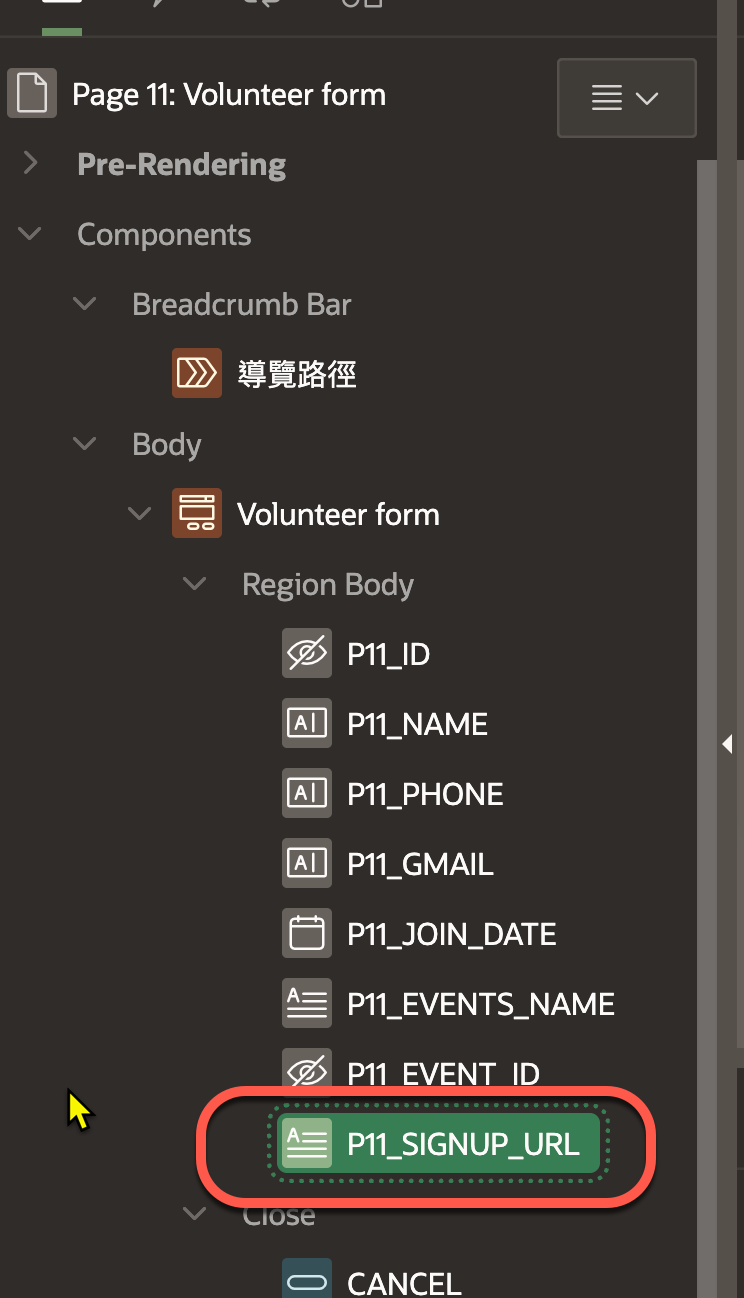 Page 11: Volunteer form
Pre-Rendering
Components
Breadcrumb Bar
導覽路徑
Body
Volunteer form
Region Body
P11_ID
P11_NAME
P11_PHONE
P11_GMAIL
P11_JOIN_DATE
P11_EVENTS_NAME
P11_EVENT_ID
P11_SIGNUP_URL
Close
CANCEL